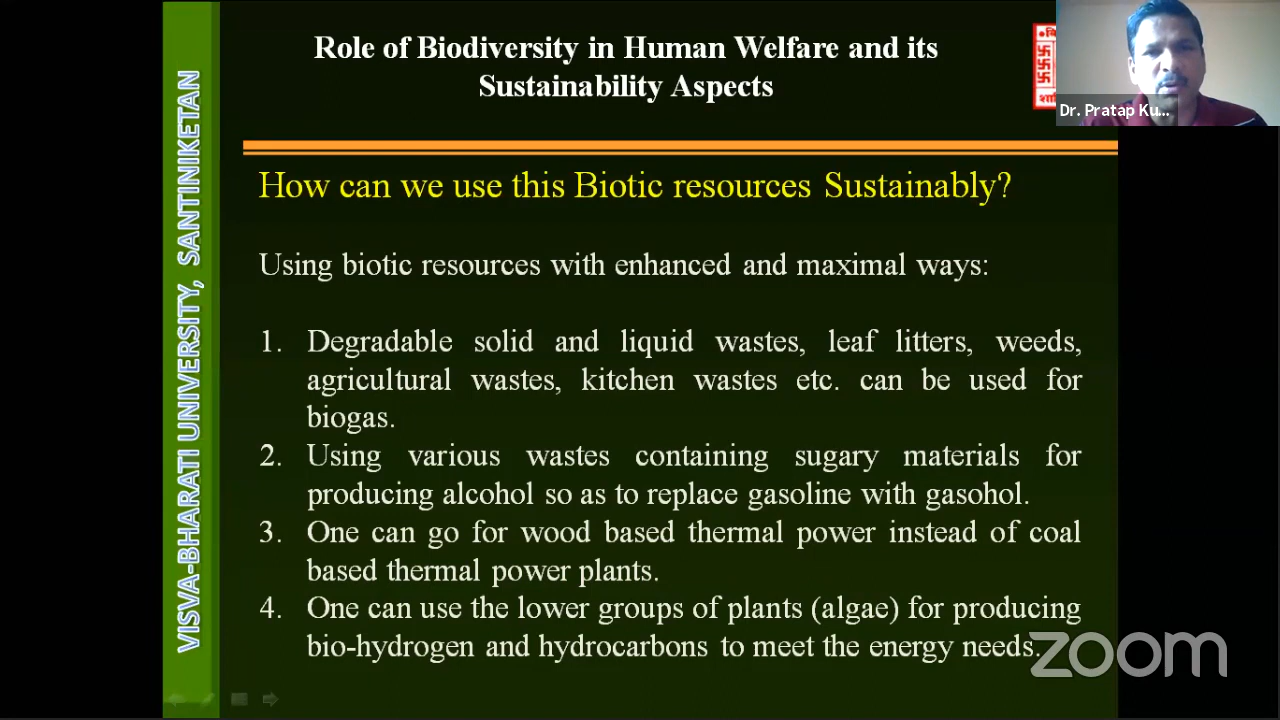 Role of Biodiversity in Human Welfare and its
Sustainability Aspects
Dr. Pratap Ku...
VISVA-BHARATI UNIVERSITY, SANTINIKETAN
How can we use this Biotic resources Sustainably?
Using biotic resources with enhanced and maximal ways:
1. Degradable solid and liquid wastes, leaf litters, weeds,
agricultural wastes, kitchen wastes etc. can be used for
biogas.
2. Using various wastes containing sugary materials for
producing alcohol so as to replace gasoline with gasohol.
3. One can go for wood based thermal power instead of coal
based thermal power plants.
4. One can use the lower groups of plants (algae) for producing
bio-hydrogen and hydrocarbons to meet the energy needs.
zoom